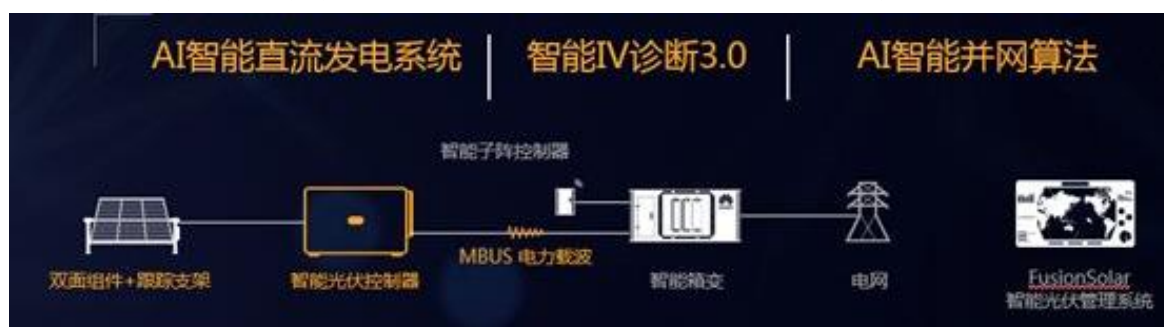 AI智能直流发电系统
智能IV诊断3.0
AI智能并网算法
智能子阵控制器
MBUS 电力载波
双面组件+跟踪支架
智能光伏控制器
智能箱变
电网
FusionSolar
智能光伏管理系统